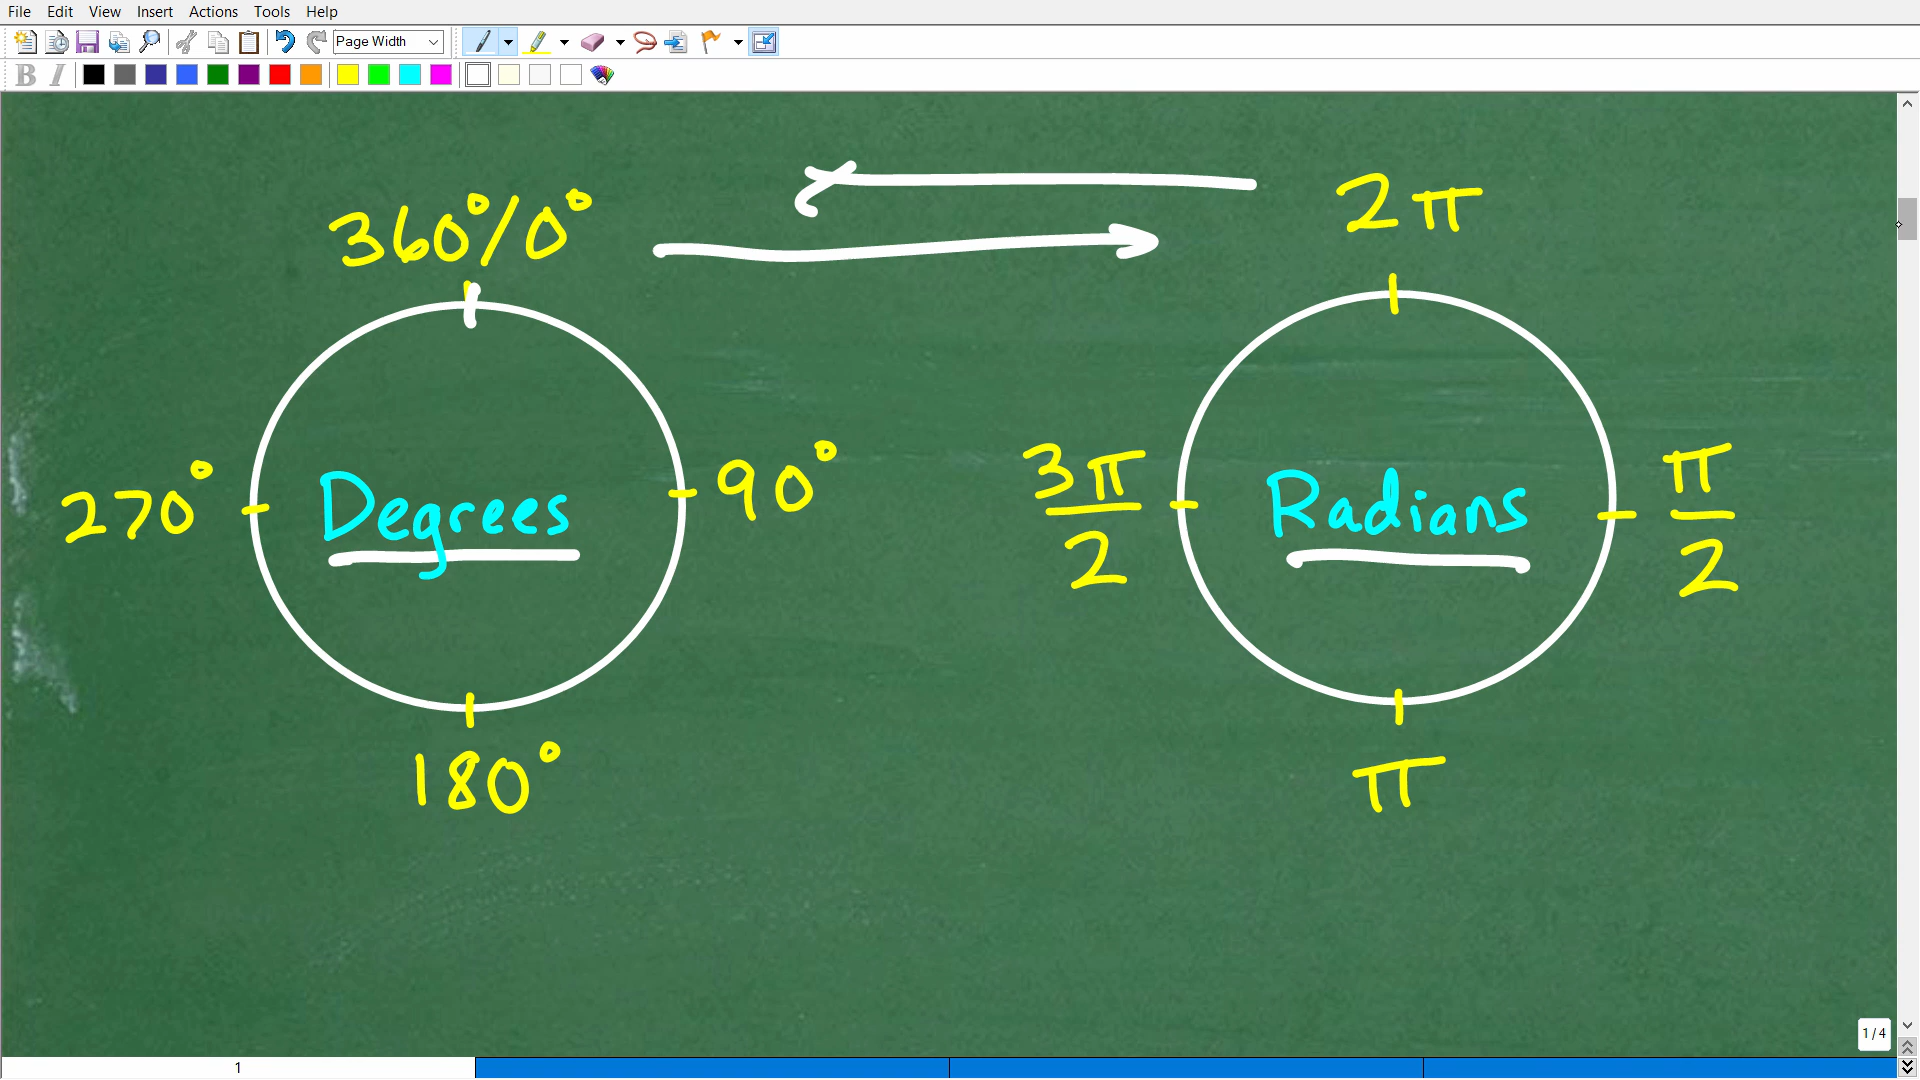 File Edit View Insert Actions Tools Help
Page Width
B I
360°/0°
270°
Degrees
90°
180°
2π
3π/2
Radians
π/2
π
1 / 4
1